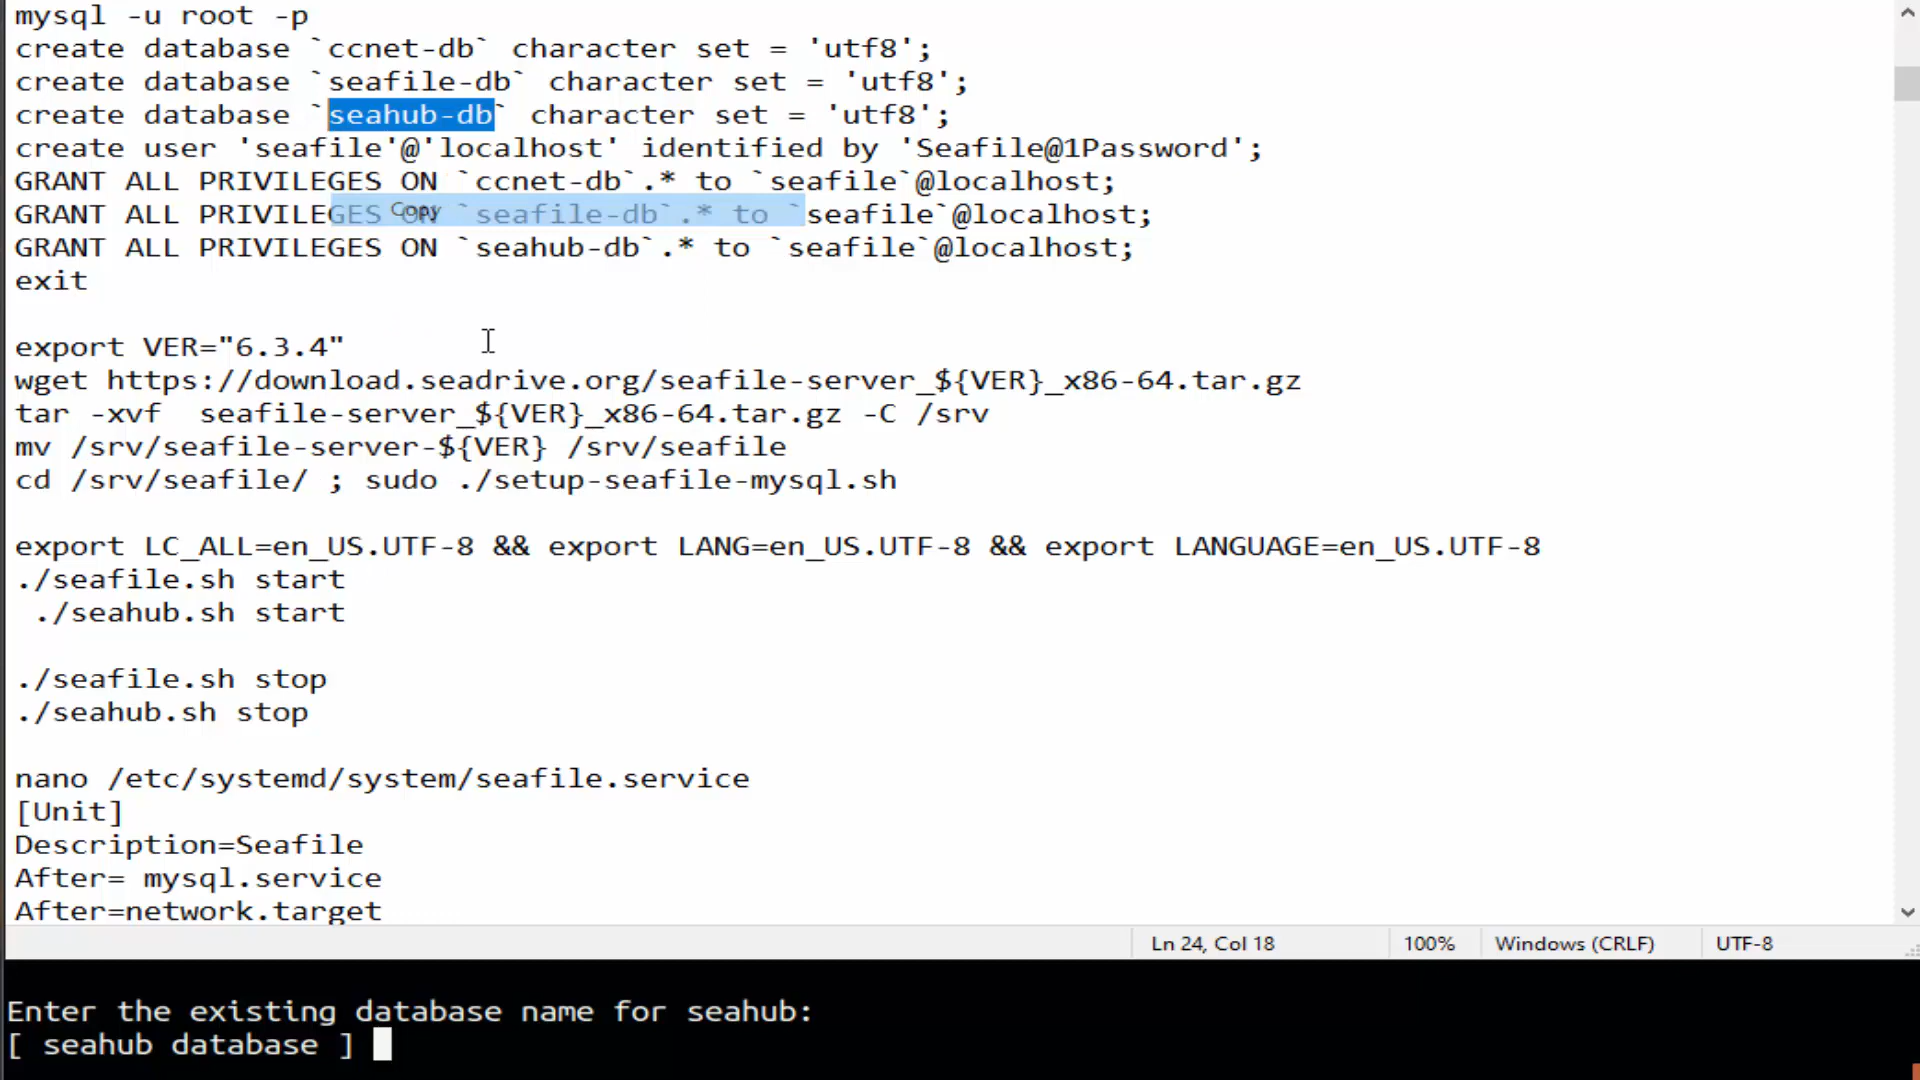 mysql -u root -p
create database `ccnet-db` character set = 'utf8';
create database `seafile-db` character set = 'utf8';
create database `seahub-db` character set = 'utf8';
create user 'seafile'@'localhost' identified by 'Seafile@1Password';
GRANT ALL PRIVILEGES ON `ccnet-db`.* to `seafile`@localhost;
GRANT ALL PRIVILEGES ON `seafile-db`.* to `seafile`@localhost;
Copy
GRANT ALL PRIVILEGES ON `seahub-db`.* to `seafile`@localhost;
exit
export VER="6.3.4"
wget https://download.seadrive.org/seafile-server_${VER}_x86-64.tar.gz
tar -xvf  seafile-server_${VER}_x86-64.tar.gz -C /srv
mv /srv/seafile-server-${VER} /srv/seafile
cd /srv/seafile/ ; sudo ./setup-seafile-mysql.sh
export LC_ALL=en_US.UTF-8 && export LANG=en_US.UTF-8 && export LANGUAGE=en_US.UTF-8
./seafile.sh start
./seahub.sh start
./seafile.sh stop
./seahub.sh stop
nano /etc/systemd/system/seafile.service
[Unit]
Description=Seafile
After= mysql.service
After=network.target
Ln 24, Col 18
100%
Windows (CRLF)
UTF-8
Enter the existing database name for seahub:
[ seahub database ]